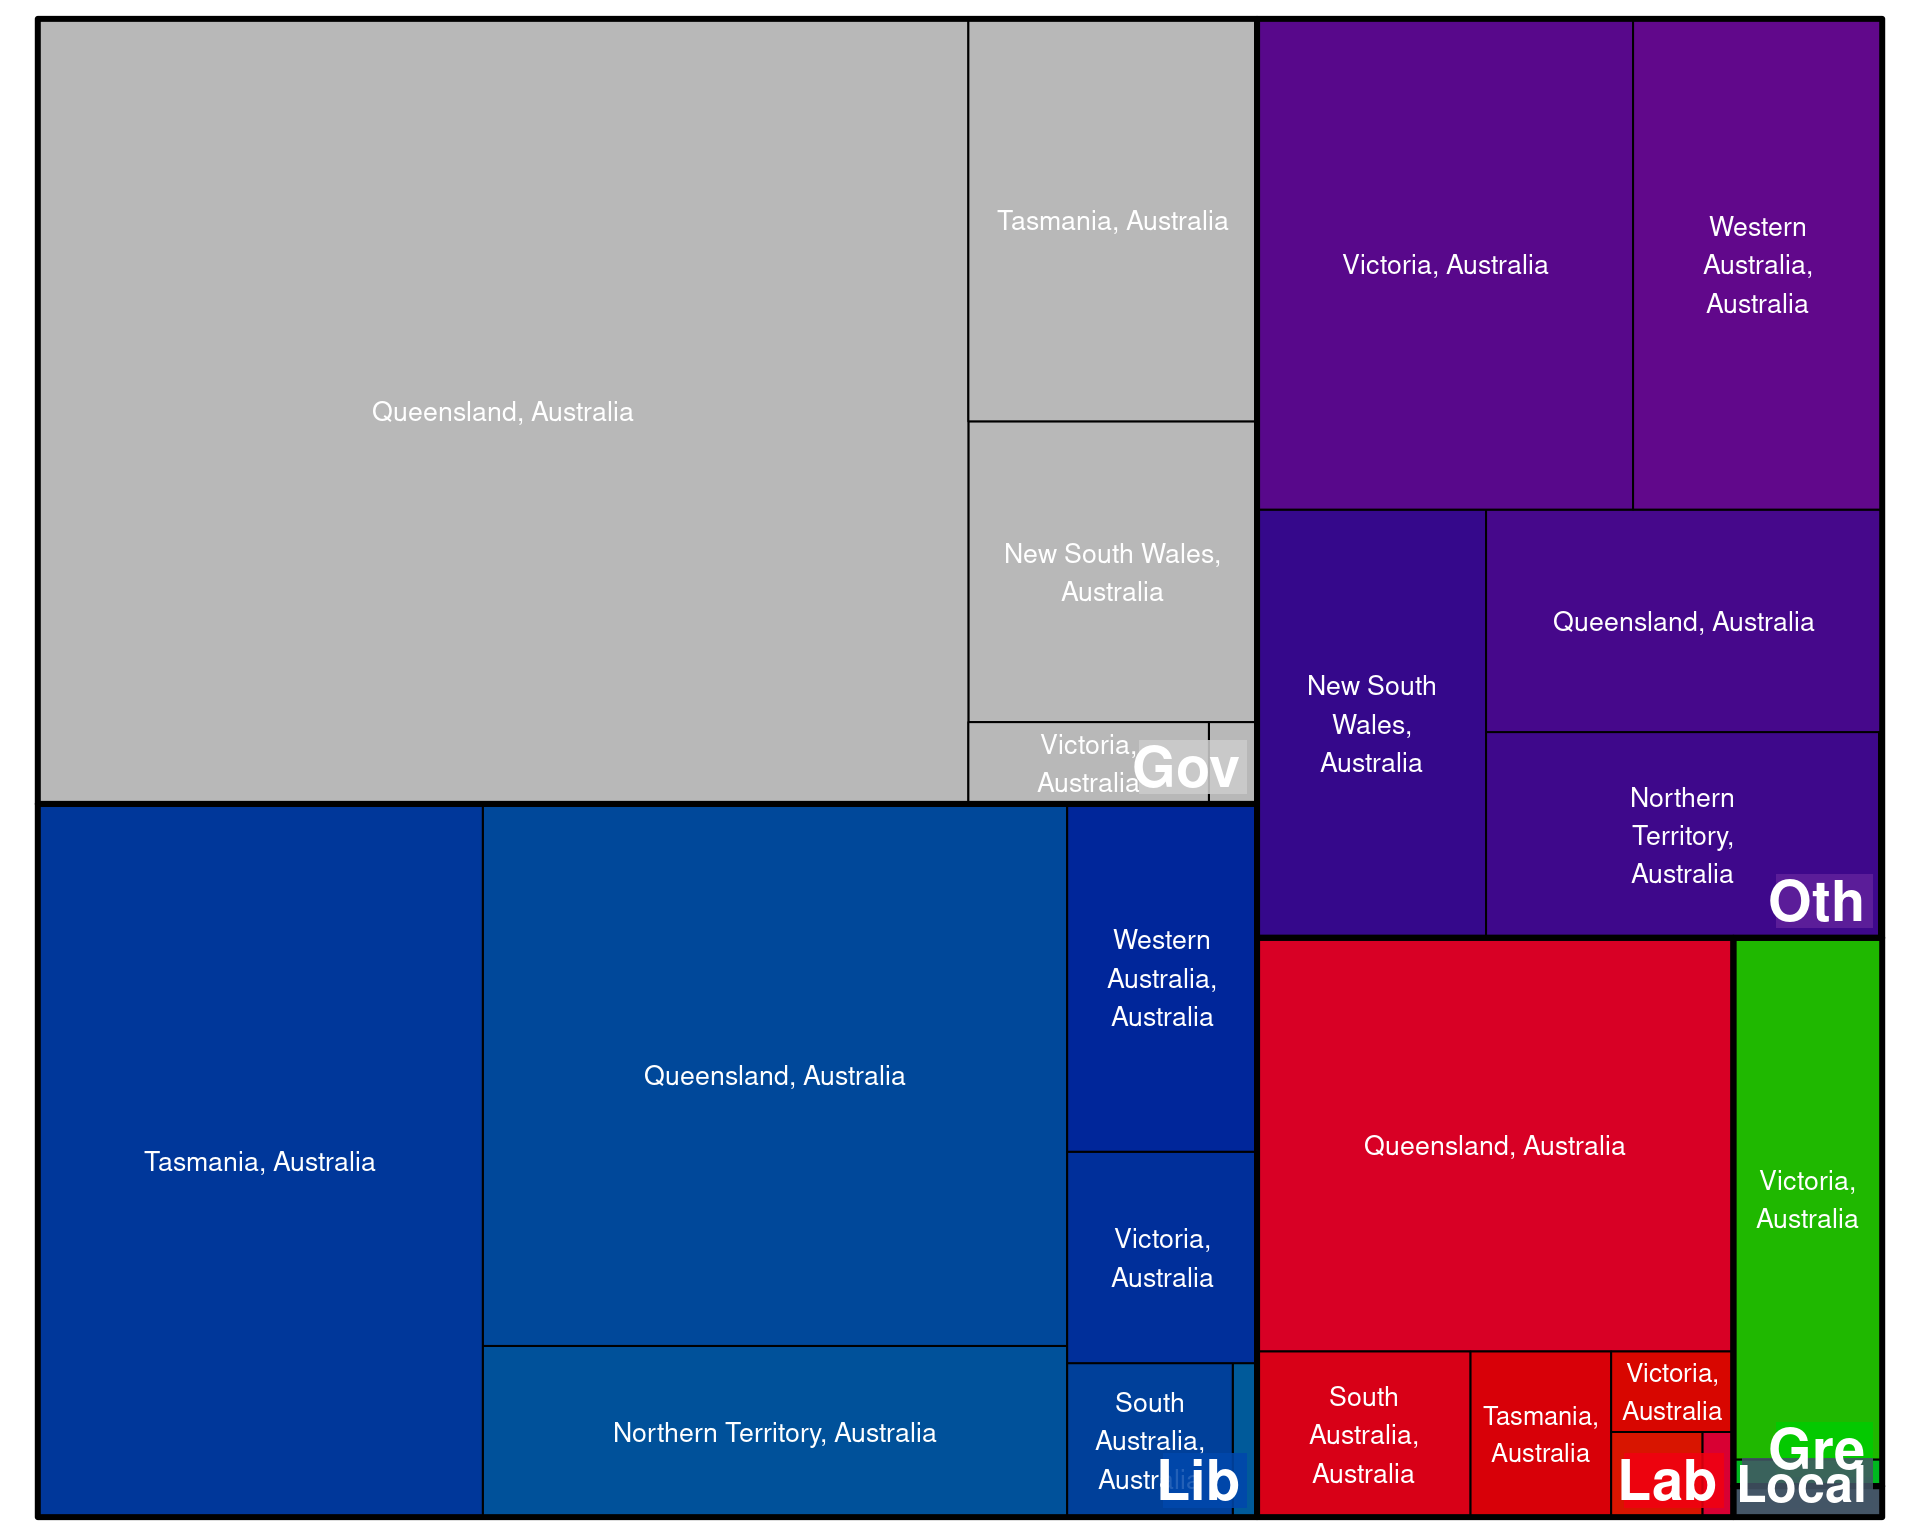 Queensland, Australia
Tasmania, Australia
New South Wales,
Australia
Victoria,
Australia
Gov
Victoria, Australia
Western
Australia,
Australia
New South
Wales,
Australia
Queensland, Australia
Northern
Territory,
Australia
Oth
Tasmania, Australia
Queensland, Australia
Northern Territory, Australia
Western
Australia,
Australia
Victoria,
Australia
South
Australia,
Australia
Lib
Queensland, Australia
South
Australia,
Australia
Tasmania,
Australia
Victoria,
Australia
Lab
Victoria,
Australia
Gre
Local